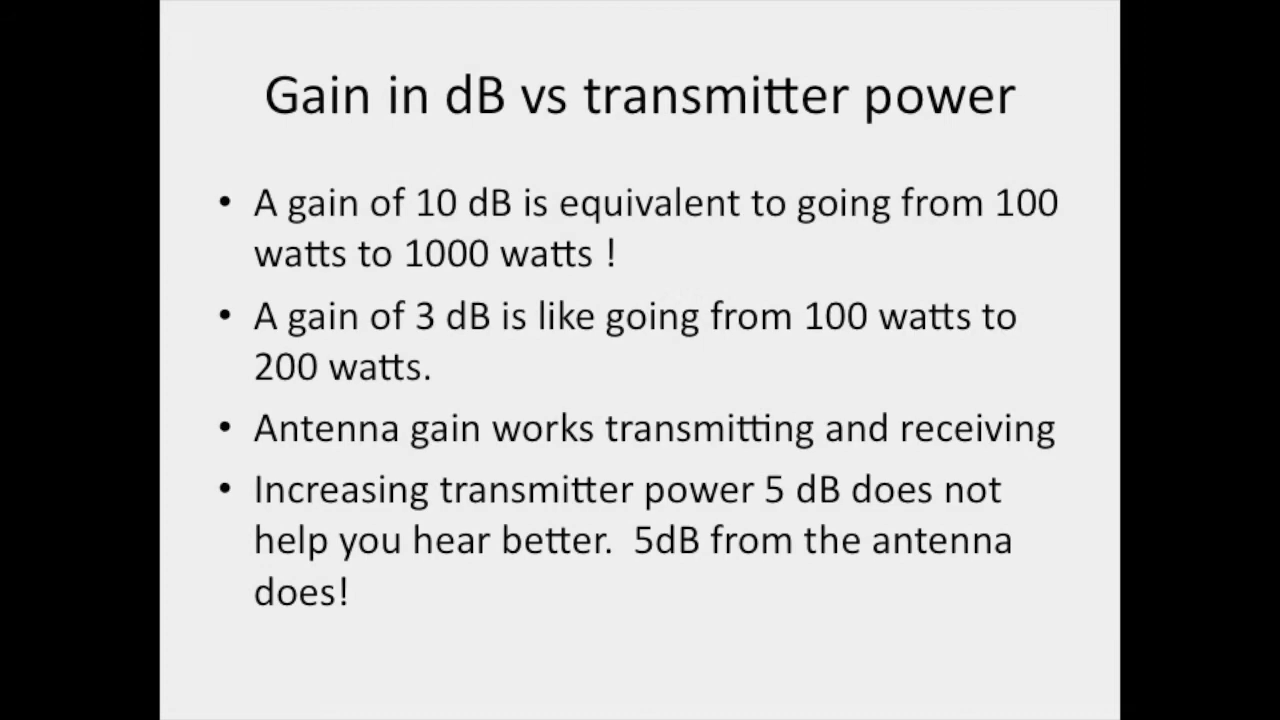 Gain in dB vs transmitter power
• A gain of 10 dB is equivalent to going from 100
watts to 1000 watts !
• A gain of 3 dB is like going from 100 watts to
200 watts.
• Antenna gain works transmitting and receiving
• Increasing transmitter power 5 dB does not
help you hear better.  5dB from the antenna
does!